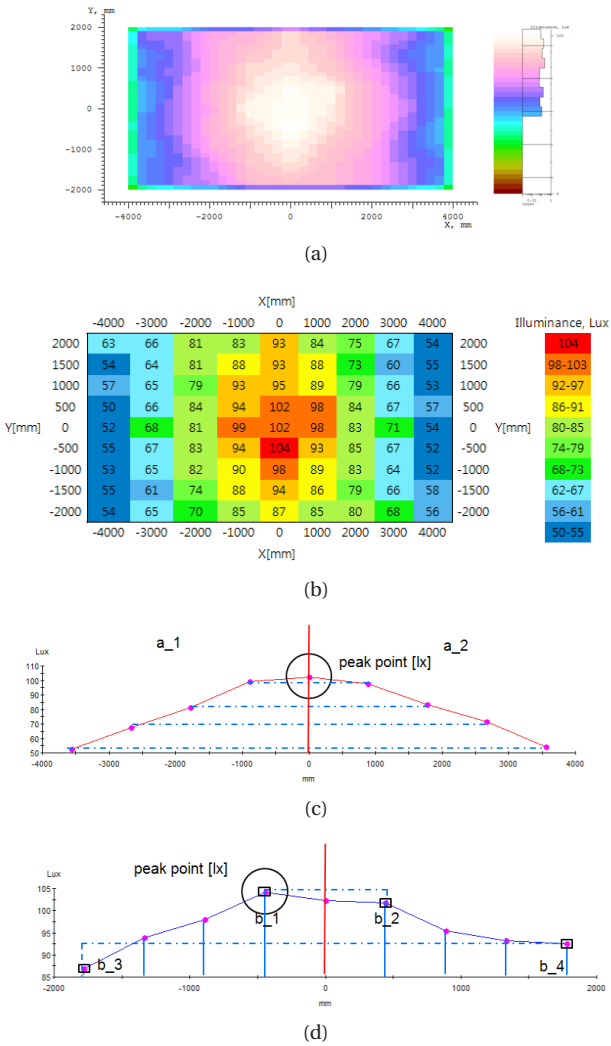 Y, mm
Illuminance, Lux
2000
1000
0
-1000
-2000
-4000 -2000 0 2000 4000
X, mm
0.01 1
count
(a)
X[mm]
-4000 -3000 -2000 -1000 0 1000 2000 3000 4000
Illuminance, Lux
2000 63 66 81 83 93 84 75 67 54 2000 104
1500 54 64 81 88 93 88 73 60 55 1500 98-103
1000 57 65 79 93 95 89 79 66 53 1000 92-97
500 50 66 84 94 102 98 84 67 57 500 86-91
Y[mm] 0 52 68 81 99 102 98 83 71 54 0 Y[mm] 80-85
-500 55 67 83 94 104 93 85 67 52 -500 74-79
-1000 53 65 82 90 98 89 83 64 52 -1000 68-73
-1500 55 61 74 88 94 86 79 66 58 -1500 62-67
-2000 54 65 70 85 87 85 80 68 56 -2000 56-61
-4000 -3000 -2000 -1000 0 1000 2000 3000 4000 50-55
X[mm]
(b)
a_1 a_2
Lux
peak point [lx]
110
100
90
80
70
60
50
-4000 -3000 -2000 -1000 0 1000 2000 3000 4000
mm
(c)
peak point [lx]
Lux
105
100
95
90
85
b_1 b_2
b_3 b_4
-2000 -1000 0 1000 2000
mm
(d)